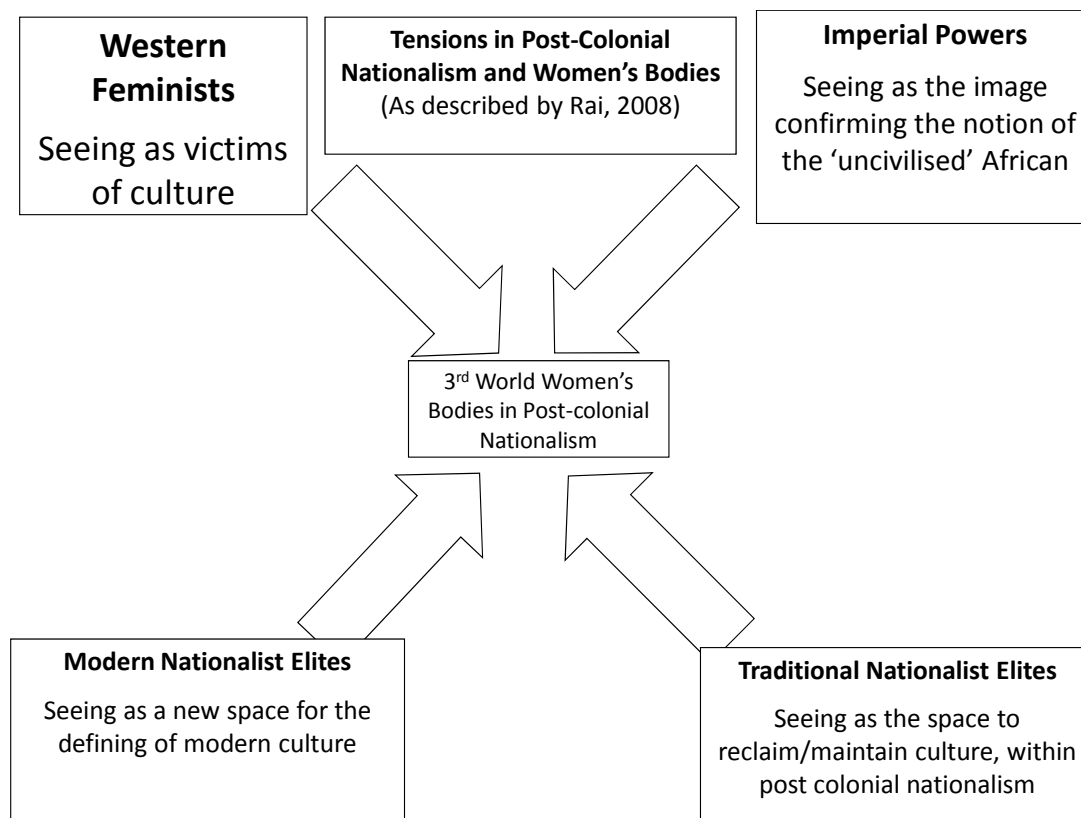 Western
Feminists
Seeing as victims
of culture
Tensions in Post-Colonial
Nationalism and Women’s Bodies
(As described by Rai, 2008)
Imperial Powers
Seeing as the image
confirming the notion of
the ‘uncivilised’ African
3rd World Women’s
Bodies in Post-colonial
Nationalism
Modern Nationalist Elites
Seeing as a new space for the
defining of modern culture
Traditional Nationalist Elites
Seeing as the space to
reclaim/maintain culture, within
post colonial nationalism